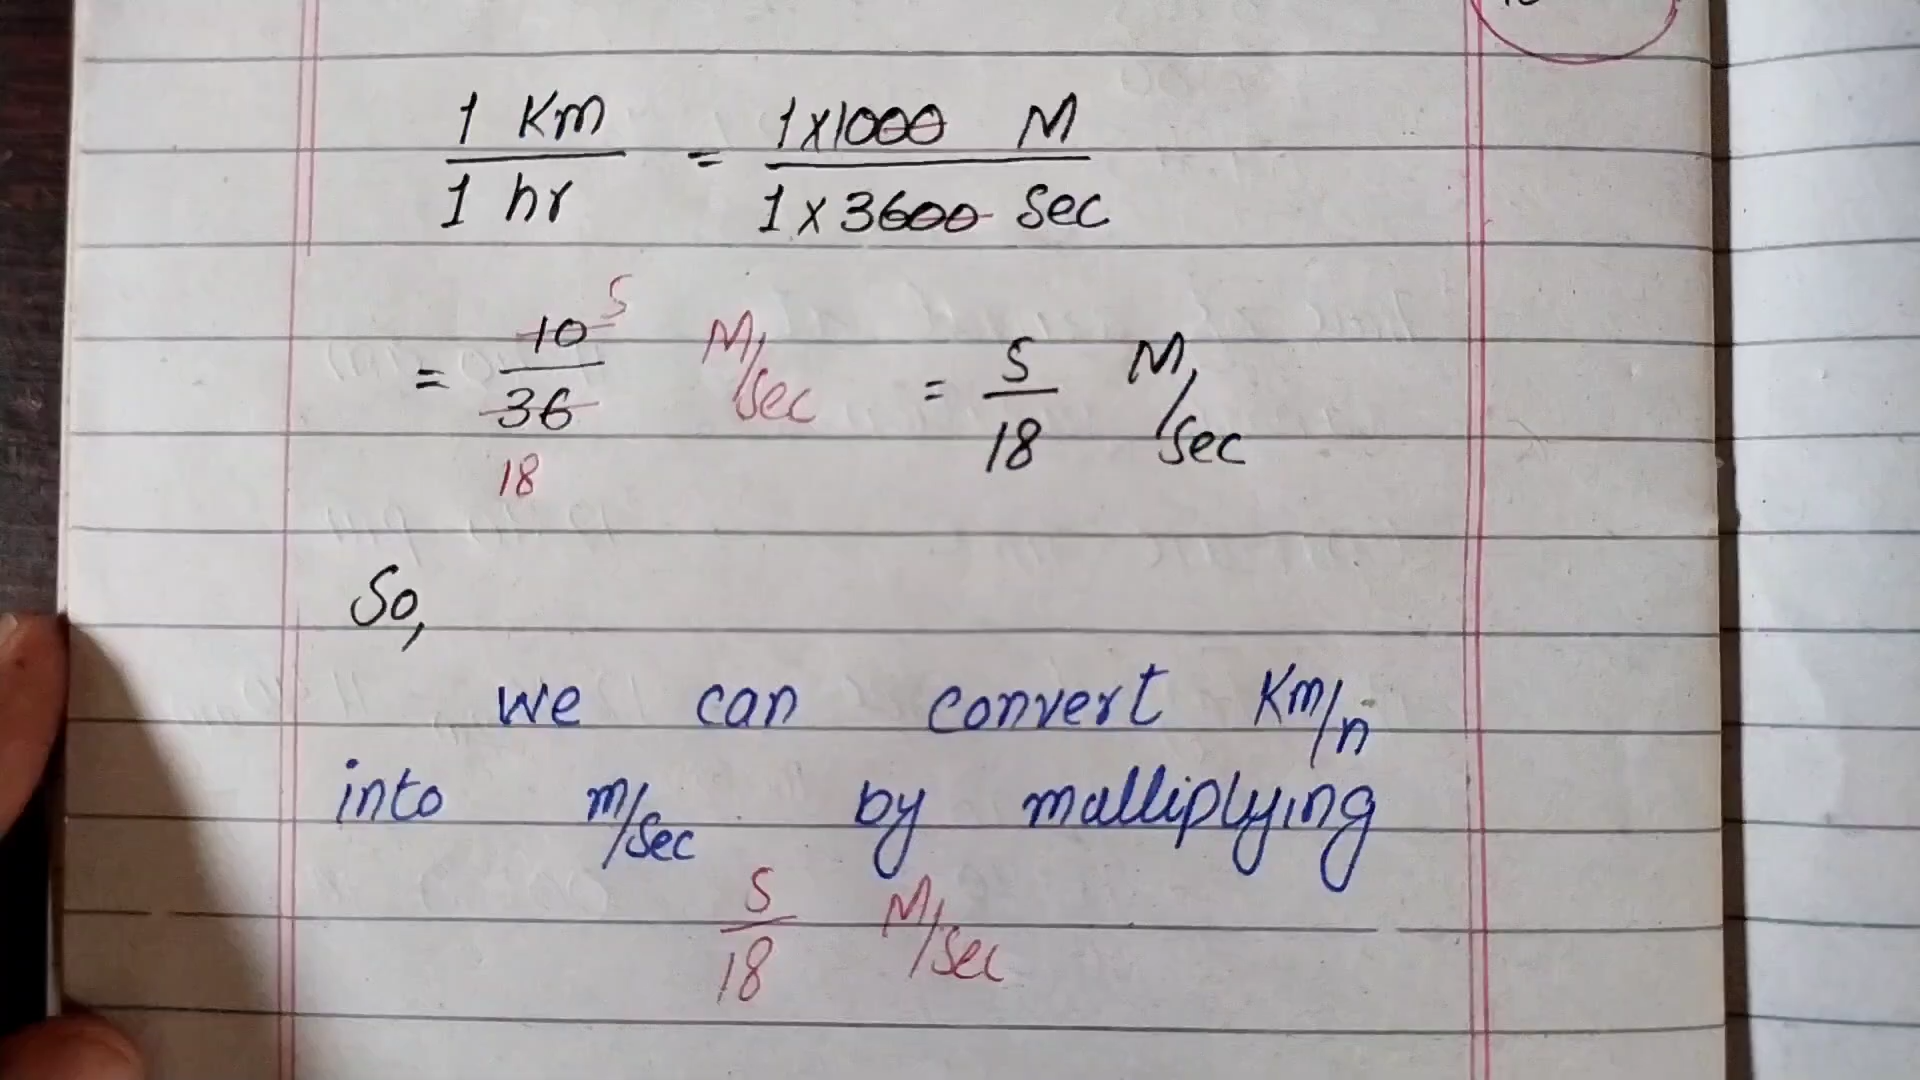 1 Km / 1 hr = 1x1000 M / 1 x 3600 Sec
= 10 5 / 36 18 M/sec = 5/18 M/sec
So,
we can convert Km/h
into m/sec by malliplying
5/18 M/sec